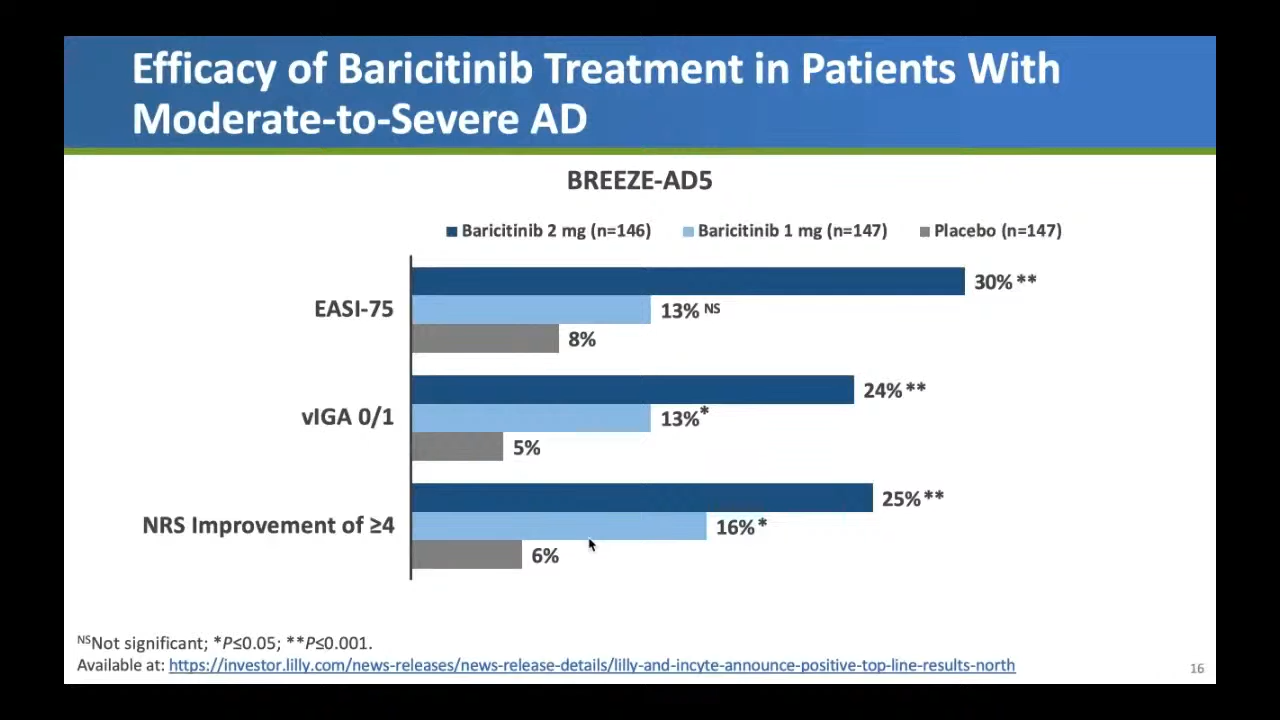 Efficacy of Baricitinib Treatment in Patients With
Moderate-to-Severe AD
BREEZE-AD5
Baricitinib 2 mg (n=146) Baricitinib 1 mg (n=147) Placebo (n=147)
EASI-75
30% **
13% NS
8%
vIGA 0/1
24% **
13%*
5%
NRS Improvement of ≥4
25% **
16% *
6%
NSNot significant; *P≤0.05; **P≤0.001.
Available at: https://investor.lilly.com/news-releases/news-release-details/lilly-and-incyte-announce-positive-top-line-results-north
16